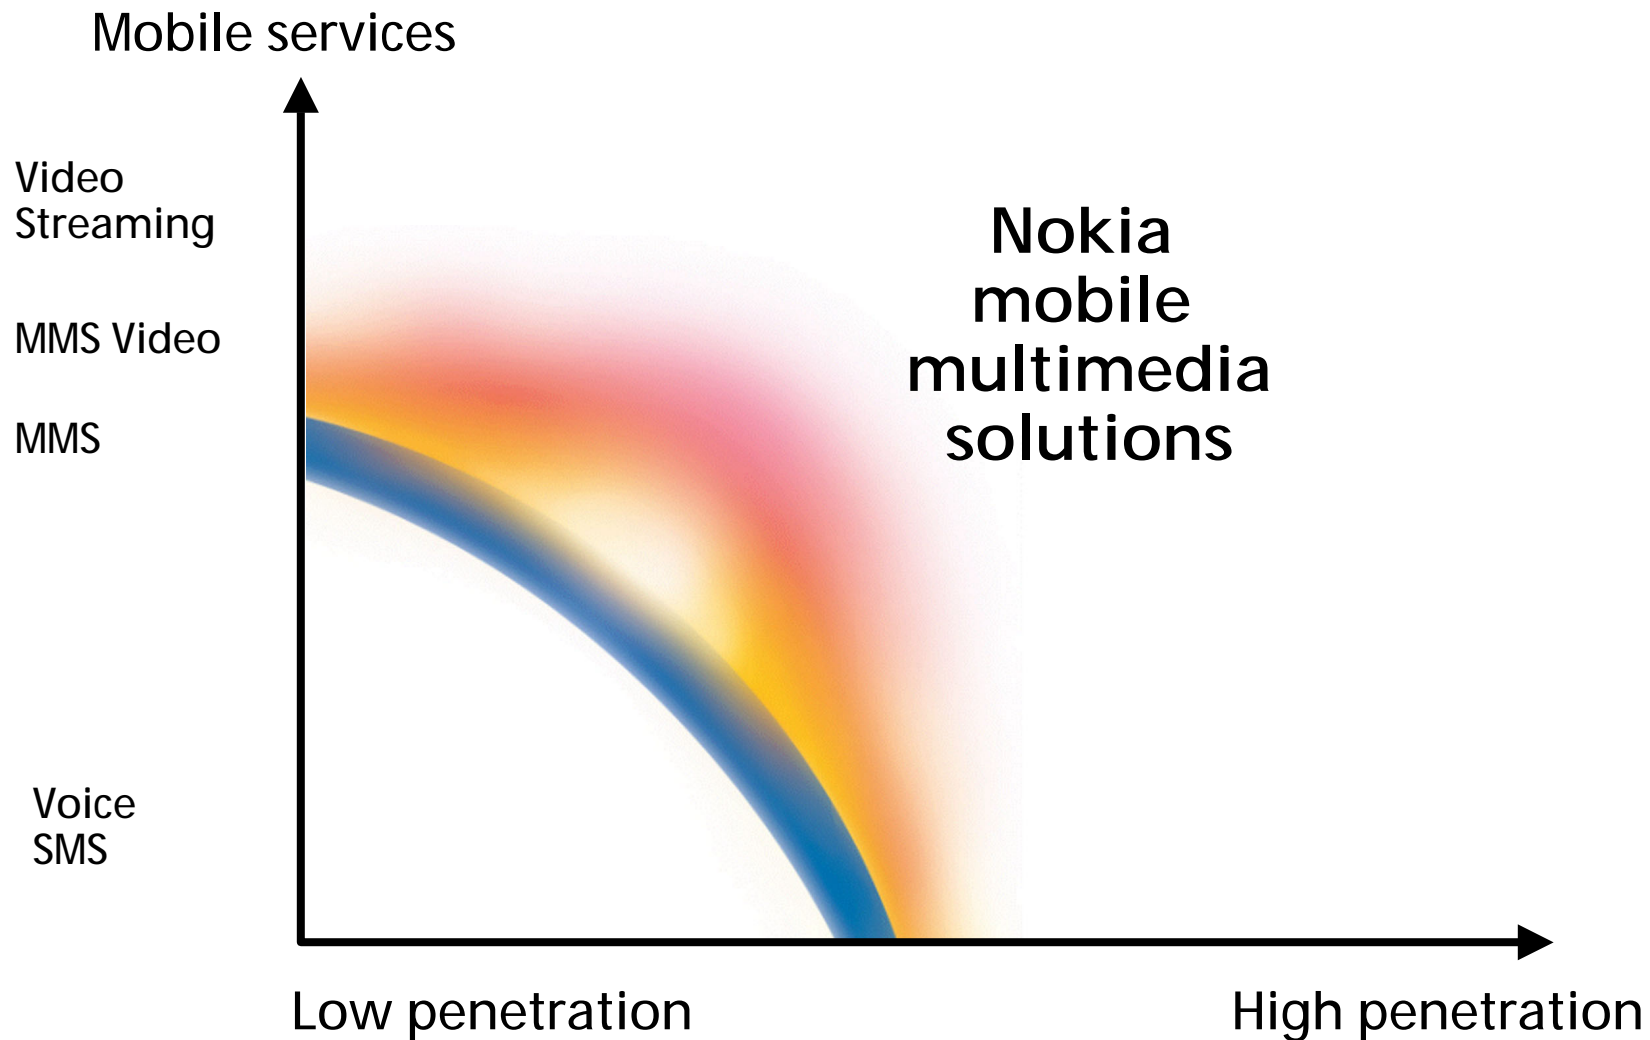 Mobile services
Video
Streaming
MMS Video
MMS
Voice
SMS
Nokia
mobile
multimedia
solutions
Low penetration
High penetration